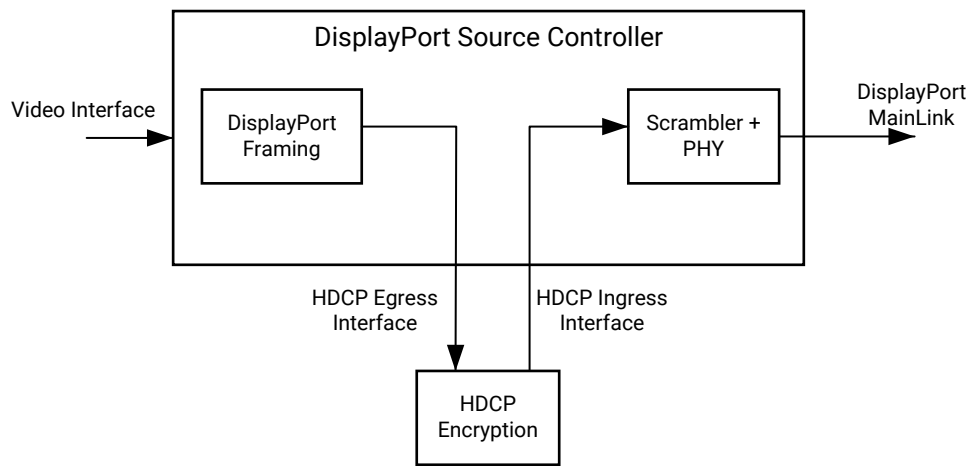 DisplayPort Source Controller
Video Interface
DisplayPort
Framing
Scrambler +
PHY
DisplayPort
MainLink
HDCP Egress
Interface
HDCP Ingress
Interface
HDCP
Encryption